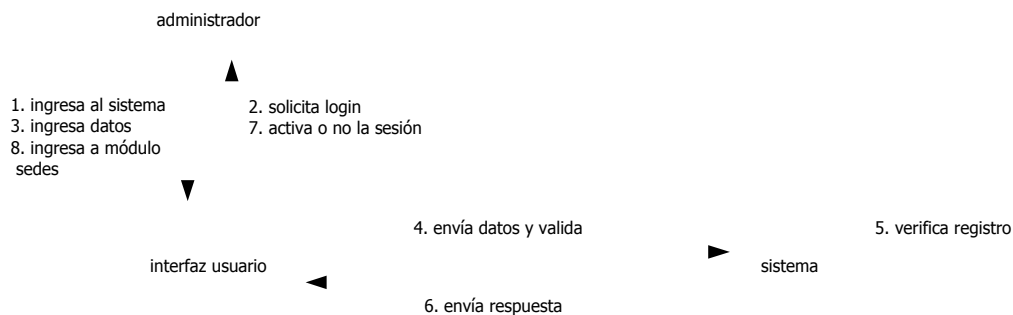 administrador
1. ingresa al sistema
3. ingresa datos
8. ingresa a módulo
sedes
2. solicita login
7. activa o no la sesión
4. envía datos y valida
5. verifica registro
interfaz usuario
sistema
6. envía respuesta